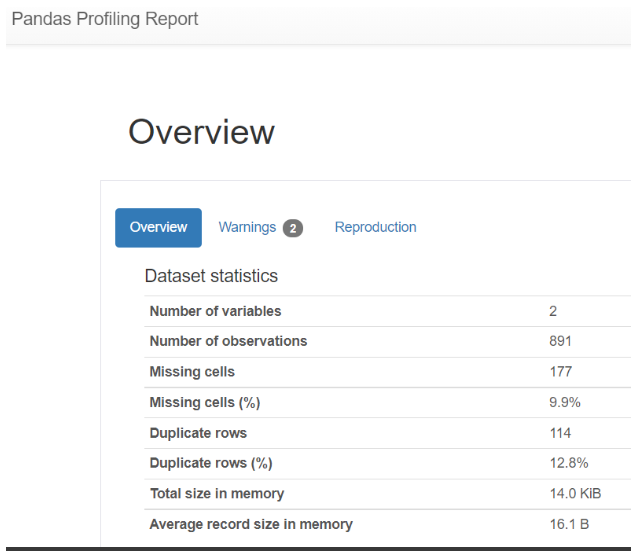 Pandas Profiling Report
Overview
Overview Warnings 2 Reproduction
Dataset statistics
Number of variables 2
Number of observations 891
Missing cells 177
Missing cells (%) 9.9%
Duplicate rows 114
Duplicate rows (%) 12.8%
Total size in memory 14.0 KiB
Average record size in memory 16.1 B